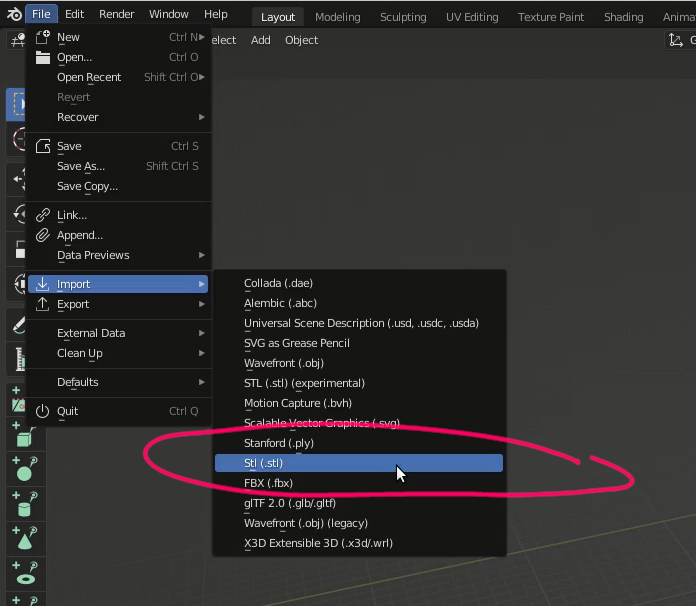 File Edit Render Window Help Layout Modeling Sculpting UV Editing Texture Paint Shading
elect Add Object
New Ctrl N
Open... Ctrl O
Open Recent Shift Ctrl O
Revert
Recover
Save Ctrl S
Save As... Shift Ctrl S
Save Copy...
Link...
Append...
Data Previews
Import
Export
External Data
Clean Up
Defaults
Quit Ctrl Q
Collada (.dae)
Alembic (.abc)
Universal Scene Description (.usd, .usdc, .usda)
SVG as Grease Pencil
Wavefront (.obj)
STL (.stl) (experimental)
Motion Capture (.bvh)
Scalable Vector Graphics (.svg)
Stanford (.ply)
Stl (.stl)
FBX (.fbx)
glTF 2.0 (.glb/.gltf)
Wavefront (.obj) (legacy)
X3D Extensible 3D (.x3d/.wrl)